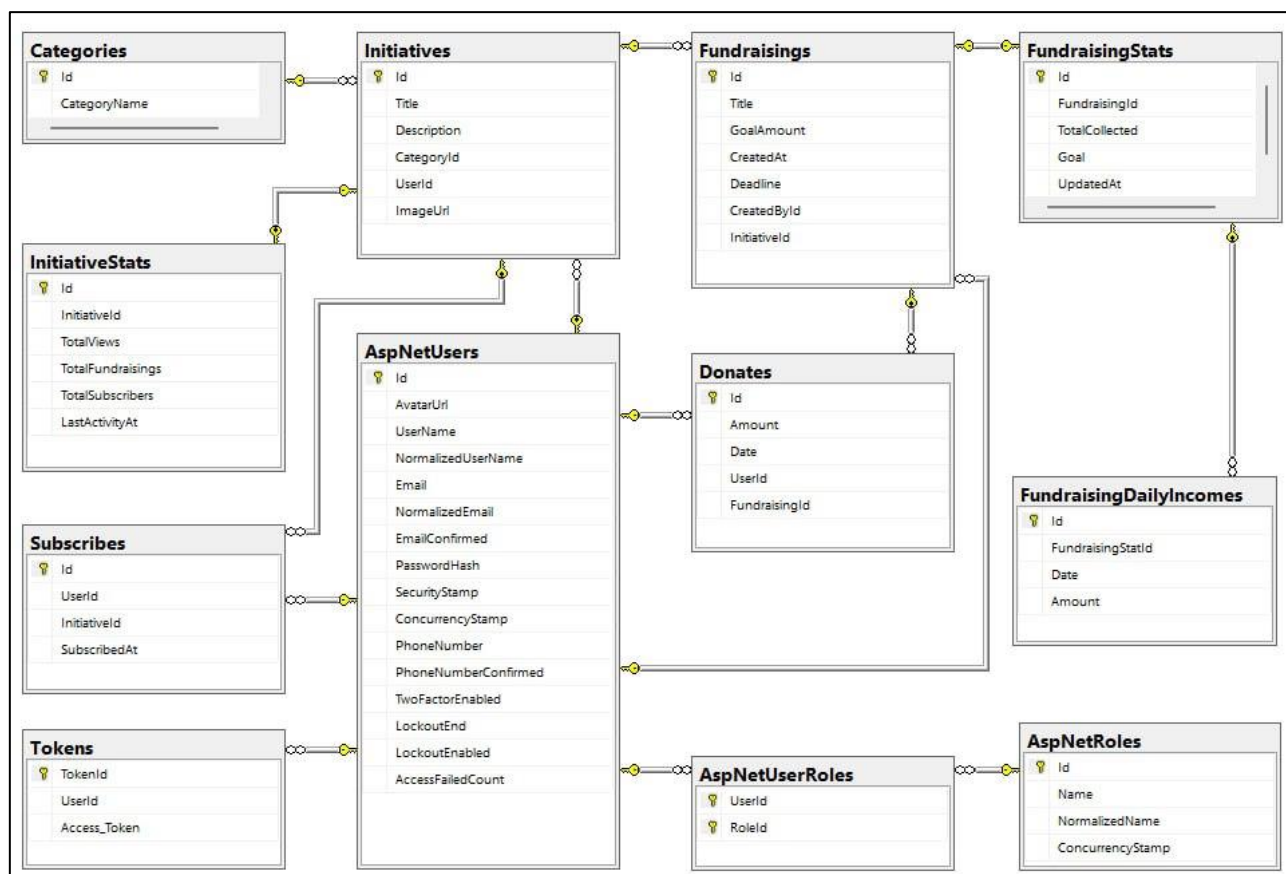 Categories
Id
CategoryName
Initiatives
Id
Title
Description
CategoryId
UserId
ImageUrl
Fundraisings
Id
Title
GoalAmount
CreatedAt
Deadline
CreatedById
InitiativeId
FundraisingStats
Id
FundraisingId
TotalCollected
Goal
UpdatedAt
InitiativeStats
Id
InitiativeId
TotalViews
TotalFundraisings
TotalSubscribers
LastActivityAt
AspNetUsers
Id
AvatarUrl
UserName
NormalizedUserName
Email
NormalizedEmail
EmailConfirmed
PasswordHash
SecurityStamp
ConcurrencyStamp
PhoneNumber
PhoneNumberConfirmed
TwoFactorEnabled
LockoutEnd
LockoutEnabled
AccessFailedCount
Donates
Id
Amount
Date
UserId
FundraisingId
FundraisingDailyIncomes
Id
FundraisingStatId
Date
Amount
Subscribes
Id
UserId
InitiativeId
SubscribedAt
Tokens
TokenId
UserId
Access_Token
AspNetUserRoles
UserId
RoleId
AspNetRoles
Id
Name
NormalizedName
ConcurrencyStamp